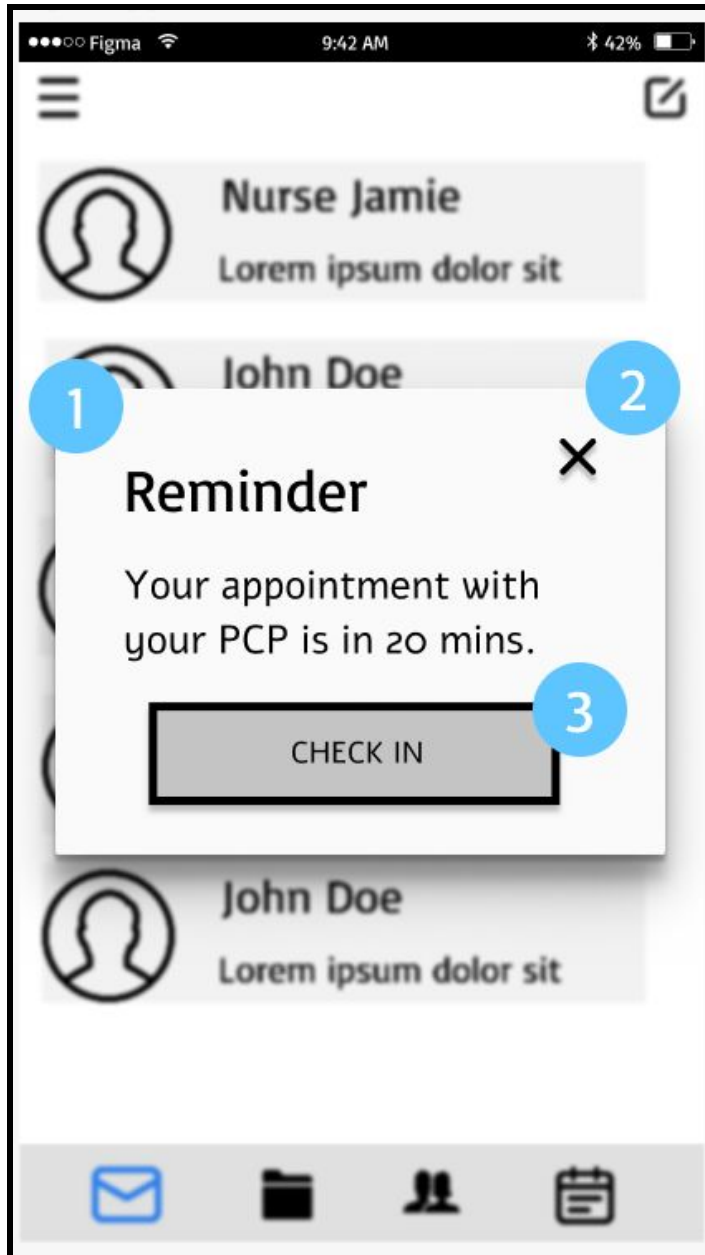 Figma 9:42 AM 42%
Nurse Jamie
Lorem ipsum dolor sit
John Doe
1
2
Reminder
Your appointment with
your PCP is in 20 mins.
3
CHECK IN
John Doe
Lorem ipsum dolor sit